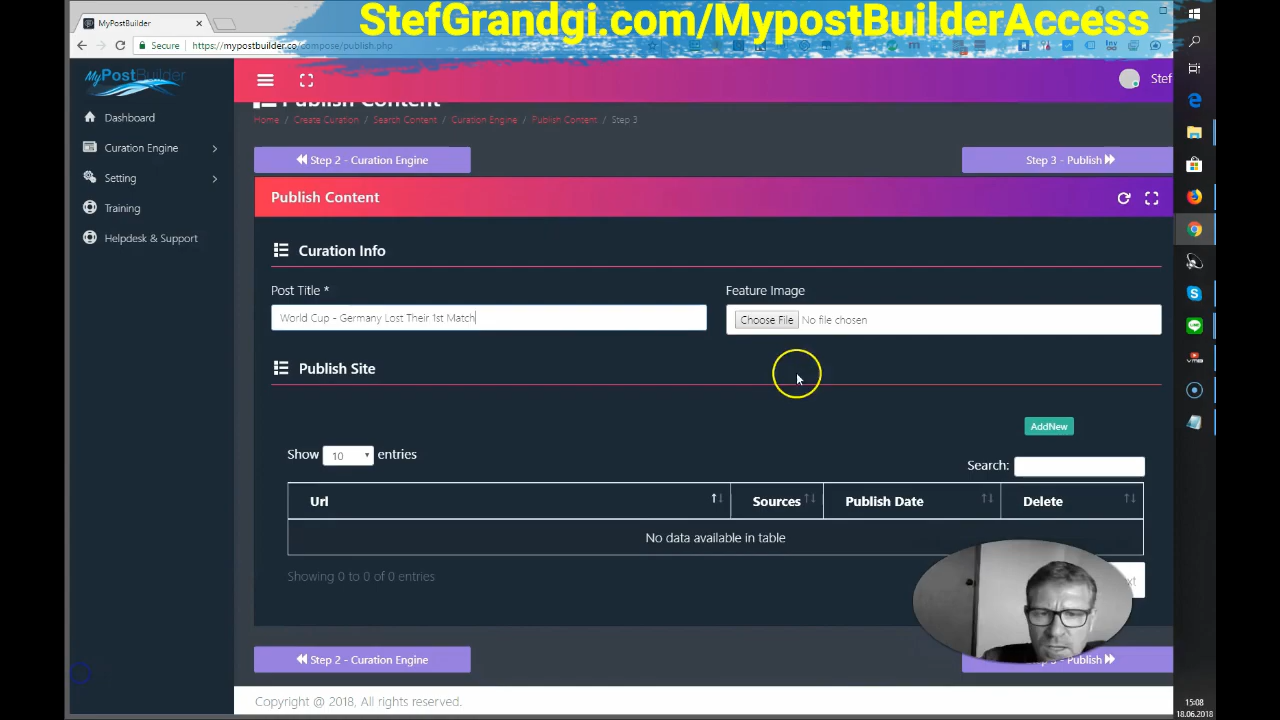 StefGrandgi.com/MypostBuilderAccess
MyPostBuilder
Secure
https://mypostbuilder.co/compose/publish.php
MyPostBuilder
Stef
Dashboard
Curation Engine
Setting
Training
Helpdesk & Support
Publish Content
Home / Create Curation / Search Content / Curation Engine / Publish Content / Step 3
Step 2 - Curation Engine
Step 3 - Publish
Publish Content
Curation Info
Post Title *
Feature Image
World Cup - Germany Lost Their 1st Match
Choose File No file chosen
Publish Site
AddNew
Show 10 entries
Search:
Url Sources Publish Date Delete
No data available in table
Showing 0 to 0 of 0 entries
Step 2 - Curation Engine
Publish
Copyright @ 2018, All rights reserved.
15:08
18.06.2018